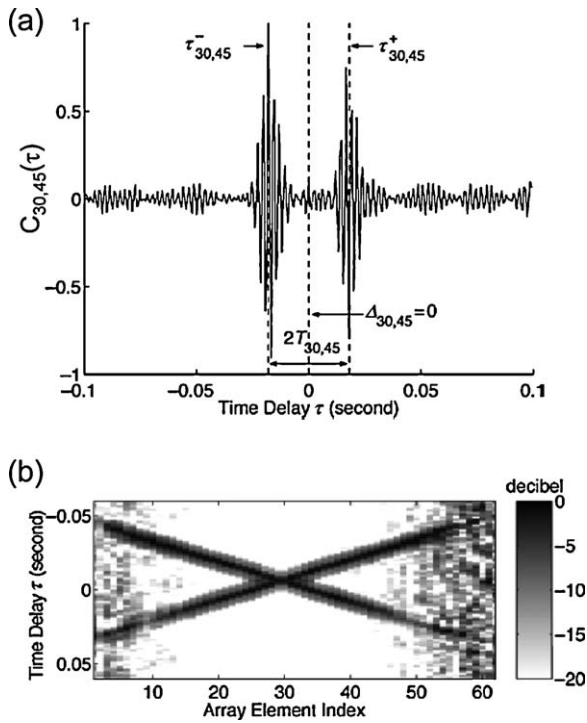 (a)
1
τ⁻30,45
τ⁺30,45
0.5
C30,45(τ)
0
-0.5
Δ30,45=0
2T30,45
-1
-0.1 -0.05 0 0.05 0.1
Time Delay τ (second)
(b)
decibel
-0.05
0
0.05
Time Delay τ (second)
10 20 30 40 50 60
Array Element Index
0
-5
-10
-15
-20